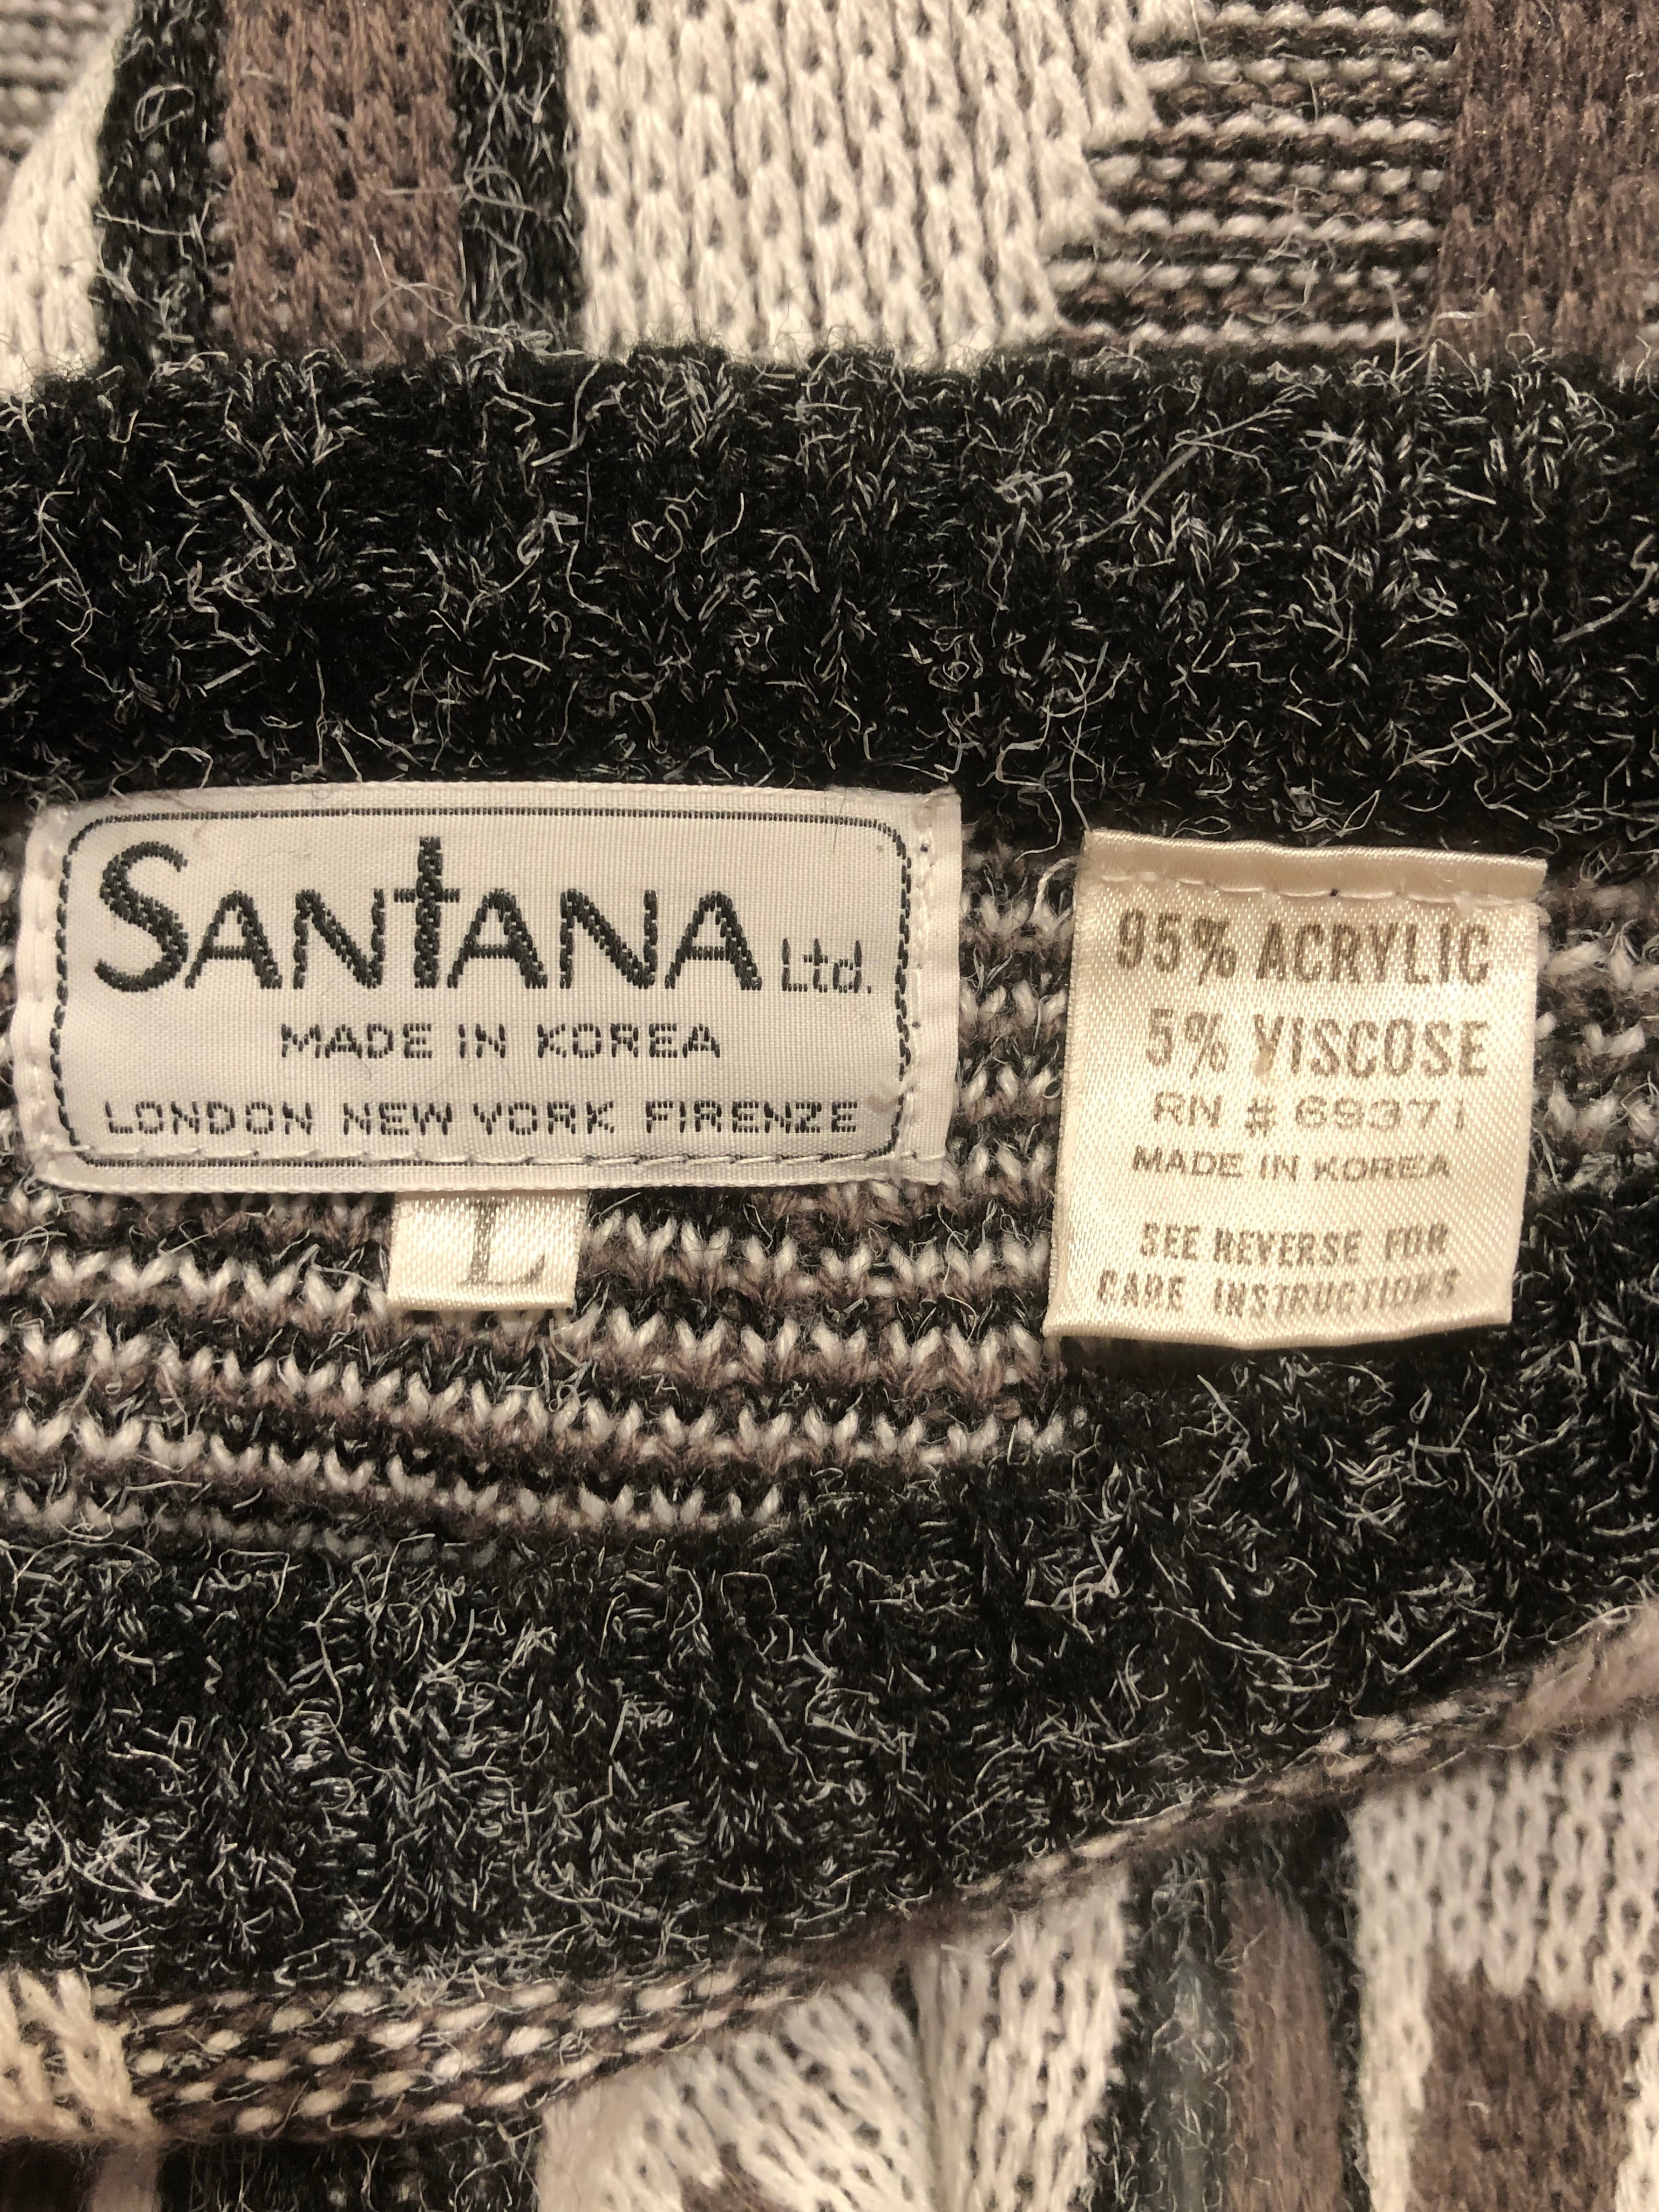 SANTANA Ltd.
MADE IN KOREA
LONDON NEW YORK FIRENZE
L
95% ACRYLIC
5% VISCOSE
RN # 69371
MADE IN KOREA
SEE REVERSE FOR
CARE INSTRUCTIONS